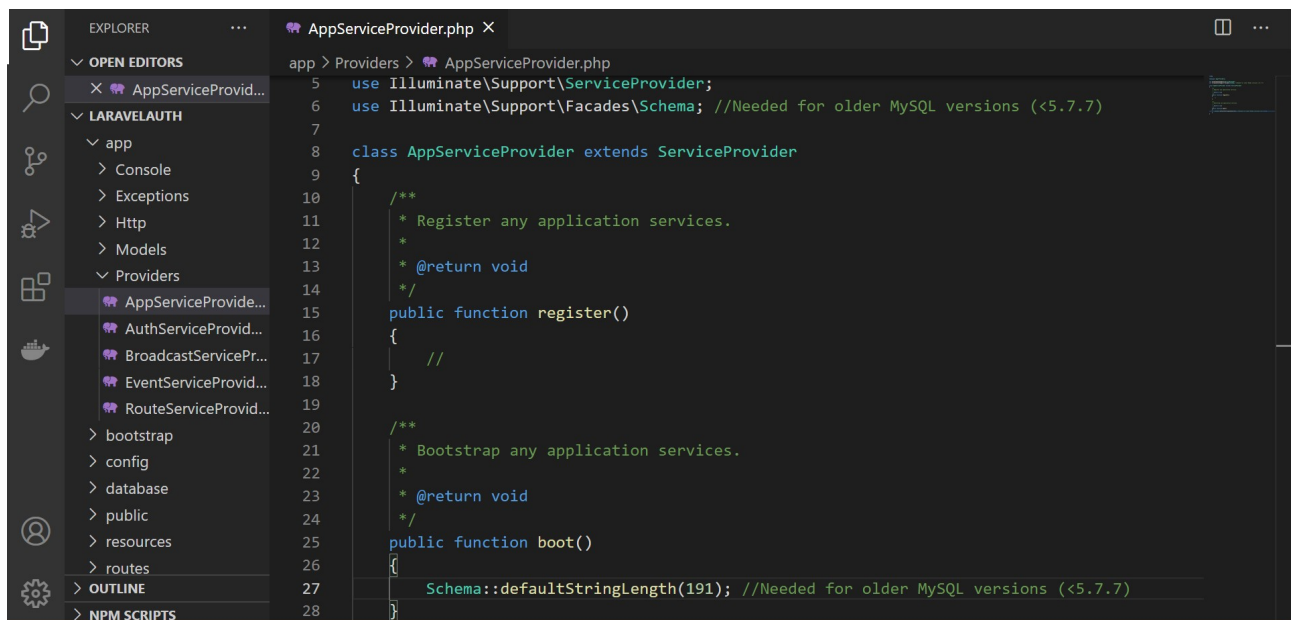 EXPLORER
OPEN EDITORS
AppServiceProvid...
LARAVELAUTH
app
Console
Exceptions
Http
Models
Providers
AppServiceProvide...
AuthServiceProvid...
BroadcastServicePr...
EventServiceProvid...
RouteServiceProvid...
bootstrap
config
database
public
resources
routes
OUTLINE
NPM SCRIPTS
AppServiceProvider.php
app > Providers > AppServiceProvider.php
5 use Illuminate\Support\ServiceProvider;
6 use Illuminate\Support\Facades\Schema; //Needed for older MySQL versions (<5.7.7)
7
8 class AppServiceProvider extends ServiceProvider
9 {
10 /**
11 * Register any application services.
12 *
13 * @return void
14 */
15 public function register()
16 {
17 //
18 }
19
20 /**
21 * Bootstrap any application services.
22 *
23 * @return void
24 */
25 public function boot()
26 {
27 Schema::defaultStringLength(191); //Needed for older MySQL versions (<5.7.7)
28 }